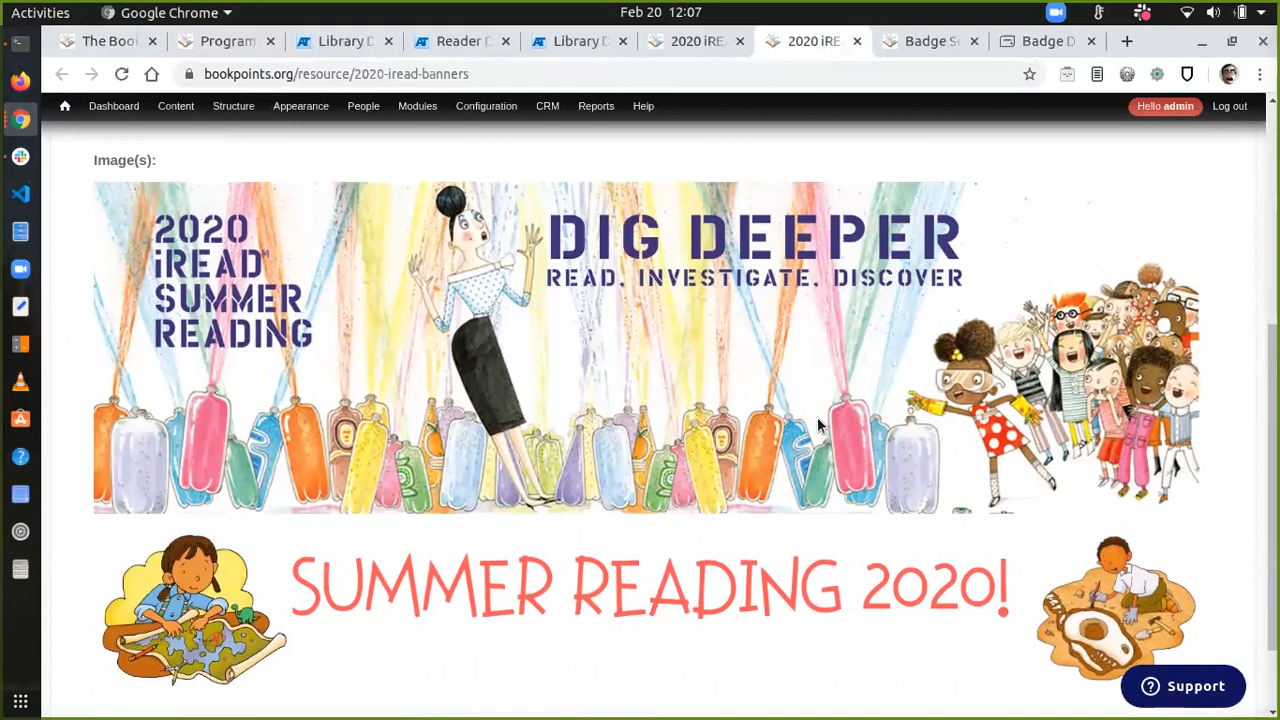 Activities
Google Chrome
Feb 20 12:07
The Boo
Program
Library D
Reader D
Library D
2020 iRE
2020 iRE
Badge S
Badge D
bookpoints.org/resource/2020-iread-banners
Dashboard
Content
Structure
Appearance
People
Modules
Configuration
CRM
Reports
Help
Hello admin
Log out
Image(s):
2020
iREAD®
SUMMER
READING
DIG DEEPER
READ, INVESTIGATE, DISCOVER
SUMMER READING 2020!
Support